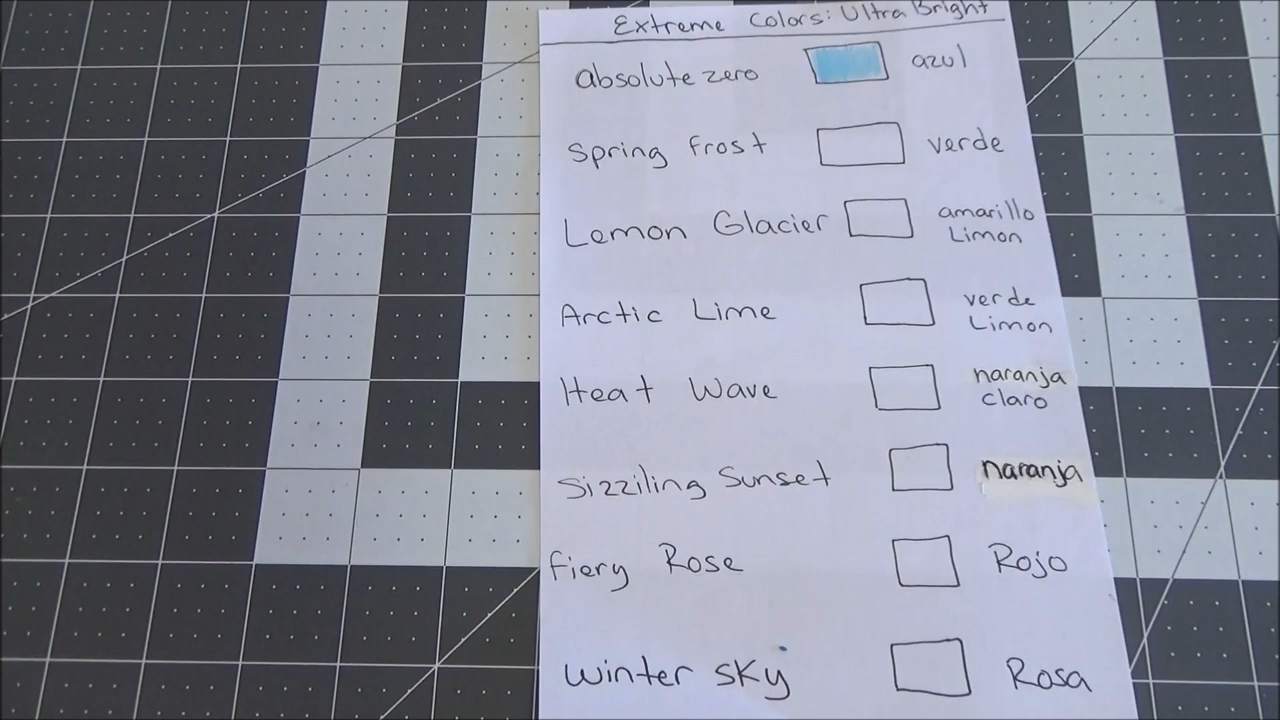 Extreme Colors: Ultra Bright
absolute zero azul
spring frost verde
Lemon Glacier amarillo
Limon
Arctic Lime verde
Limon
Heat Wave naranja
claro
Sizziling Sunset naranja
fiery Rose Rojo
winter sky Rosa